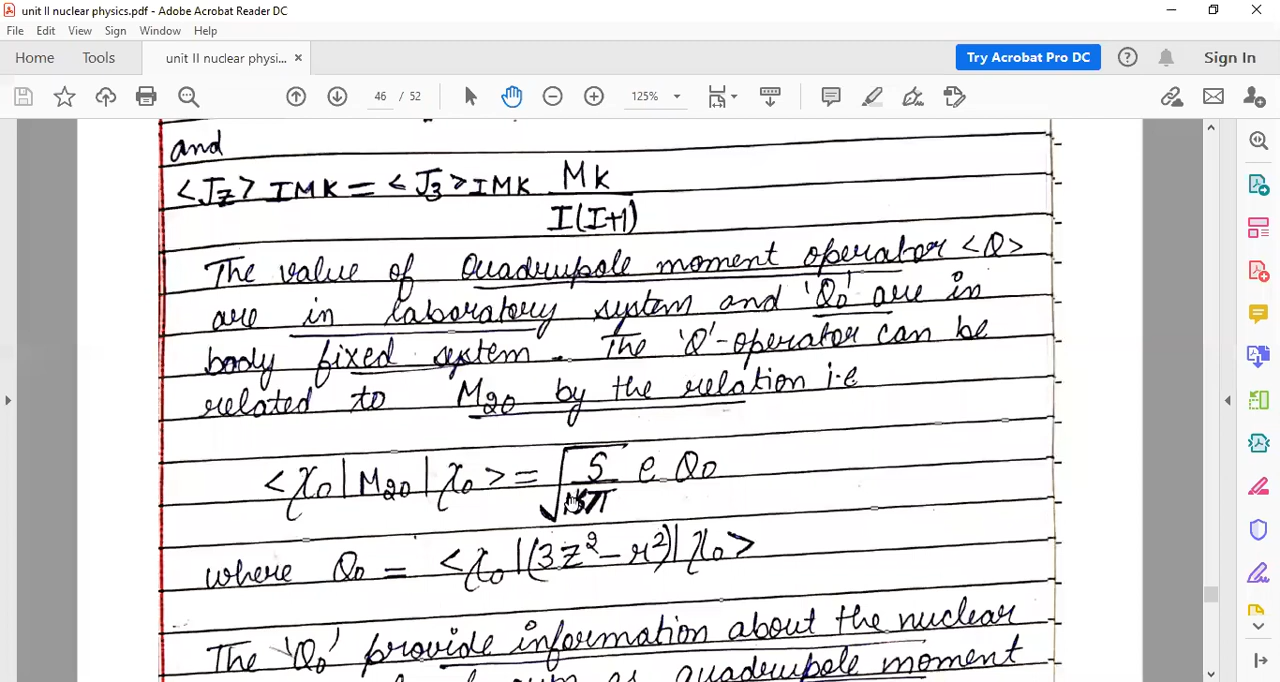 unit II nuclear physics.pdf - Adobe Acrobat Reader DC
File Edit View Sign Window Help
Home Tools unit II nuclear physi... × Try Acrobat Pro DC Sign In
46 / 52 125%
and
<Jz> IMK = <J3> IMK MK
I(I+1)
The value of Quadrupole moment operator <Q>
are in laboratory system and 'Q0' are in
body fixed system. The 'Q'-operator can be
related to M20 by the relation i.e
<χ0|M20|χ0> = √5 e Q0
π
where Q0 = <χ0|(3z²-r²)|χ0>
The 'Q0' provide information about the nuclear
as quadrupole moment